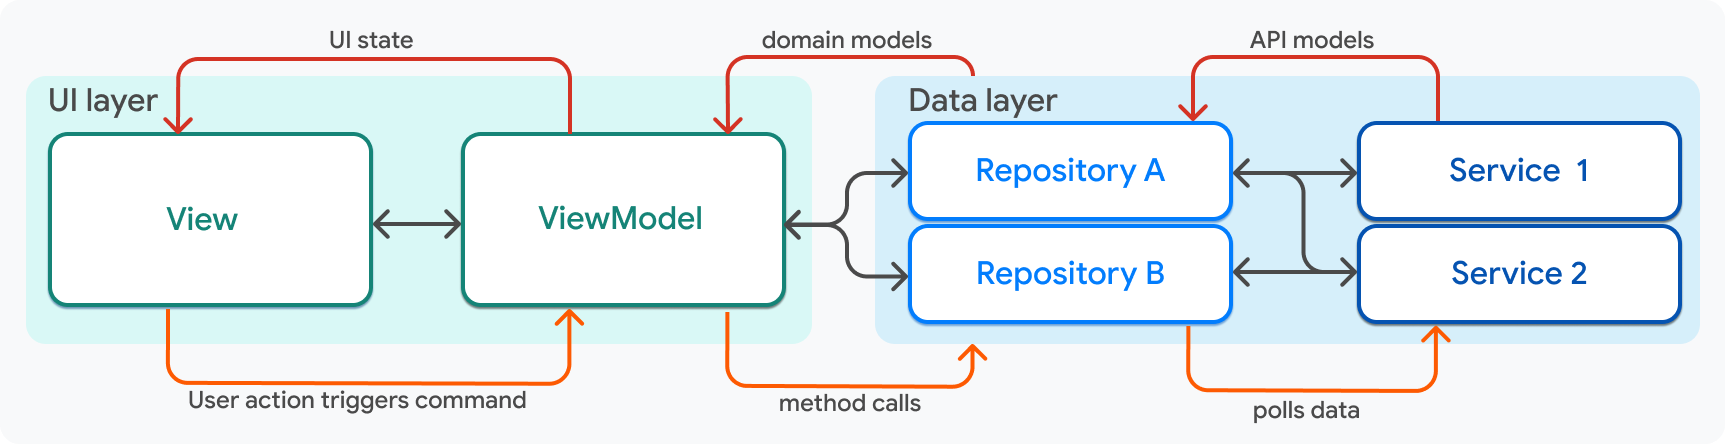 UI state
domain models
API models
UI layer
Data layer
View
ViewModel
Repository A
Service 1
Repository B
Service 2
User action triggers command
method calls
polls data